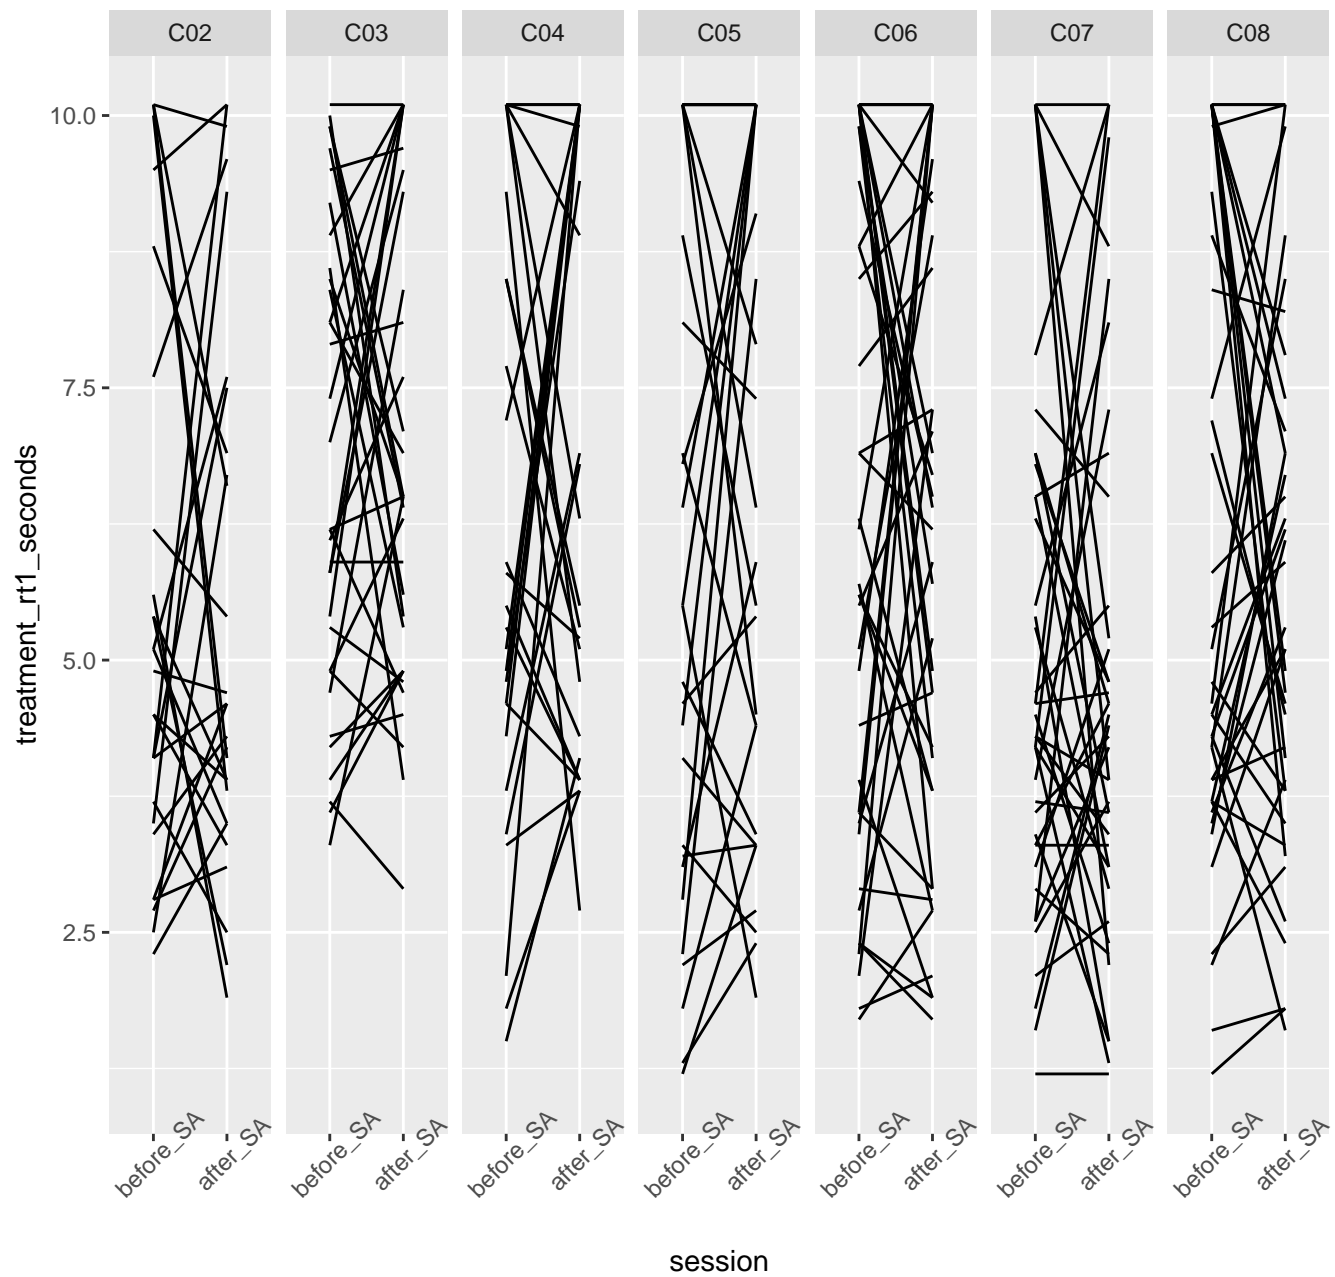 C02 C03 C04 C05 C06 C07 C08
10.0
7.5
5.0
2.5
treatment_rt1_seconds
before_SA after_SA before_SA after_SA before_SA after_SA before_SA after_SA before_SA after_SA before_SA after_SA before_SA after_SA
session